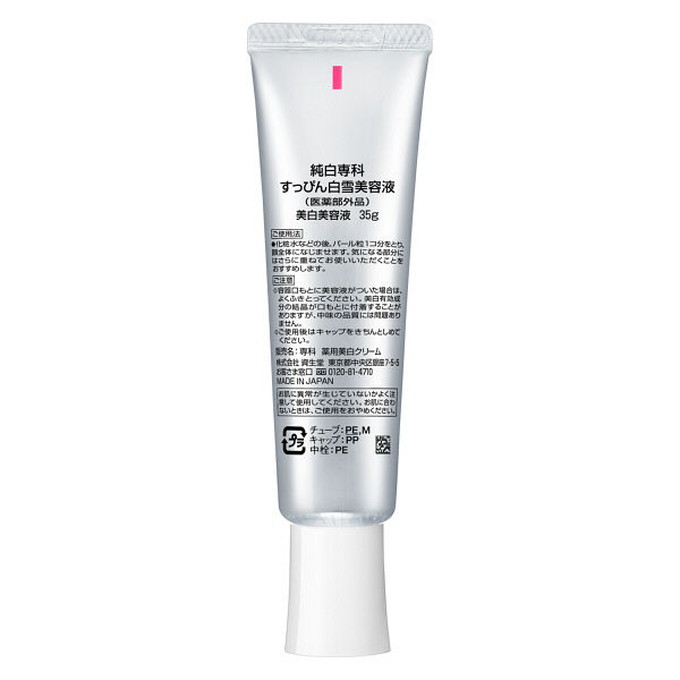 純白専科
すっぴん白雪美容液
(医薬部外品)
美白美容液 35g
ご使用法
●化粧水などの後、パール粒1コ分をとり、
顔全体になじませます。気になる部分に
はさらに重ねてお使いいただくことを
おすすめします。
ご注意
○容器口もとに美容液がついた場合は、
よくふきとってください。美白有効成
分の結晶が口もとに付着することが
ありますが、中味の品質には問題あり
ません。
○ご使用後はキャップをきちんとしめて
ください。
販売名:専科 薬用美白クリーム
株式会社 資生堂 東京都中央区銀座7-5-5
お客さま窓口 0120-81-4710
MADE IN JAPAN
お肌に異常が生じていないかよく注
意して使用してください。お肌に合わ
ないときは、ご使用をおやめください。
プラ
チューブ:PE,M
キャップ:PP
中栓:PE